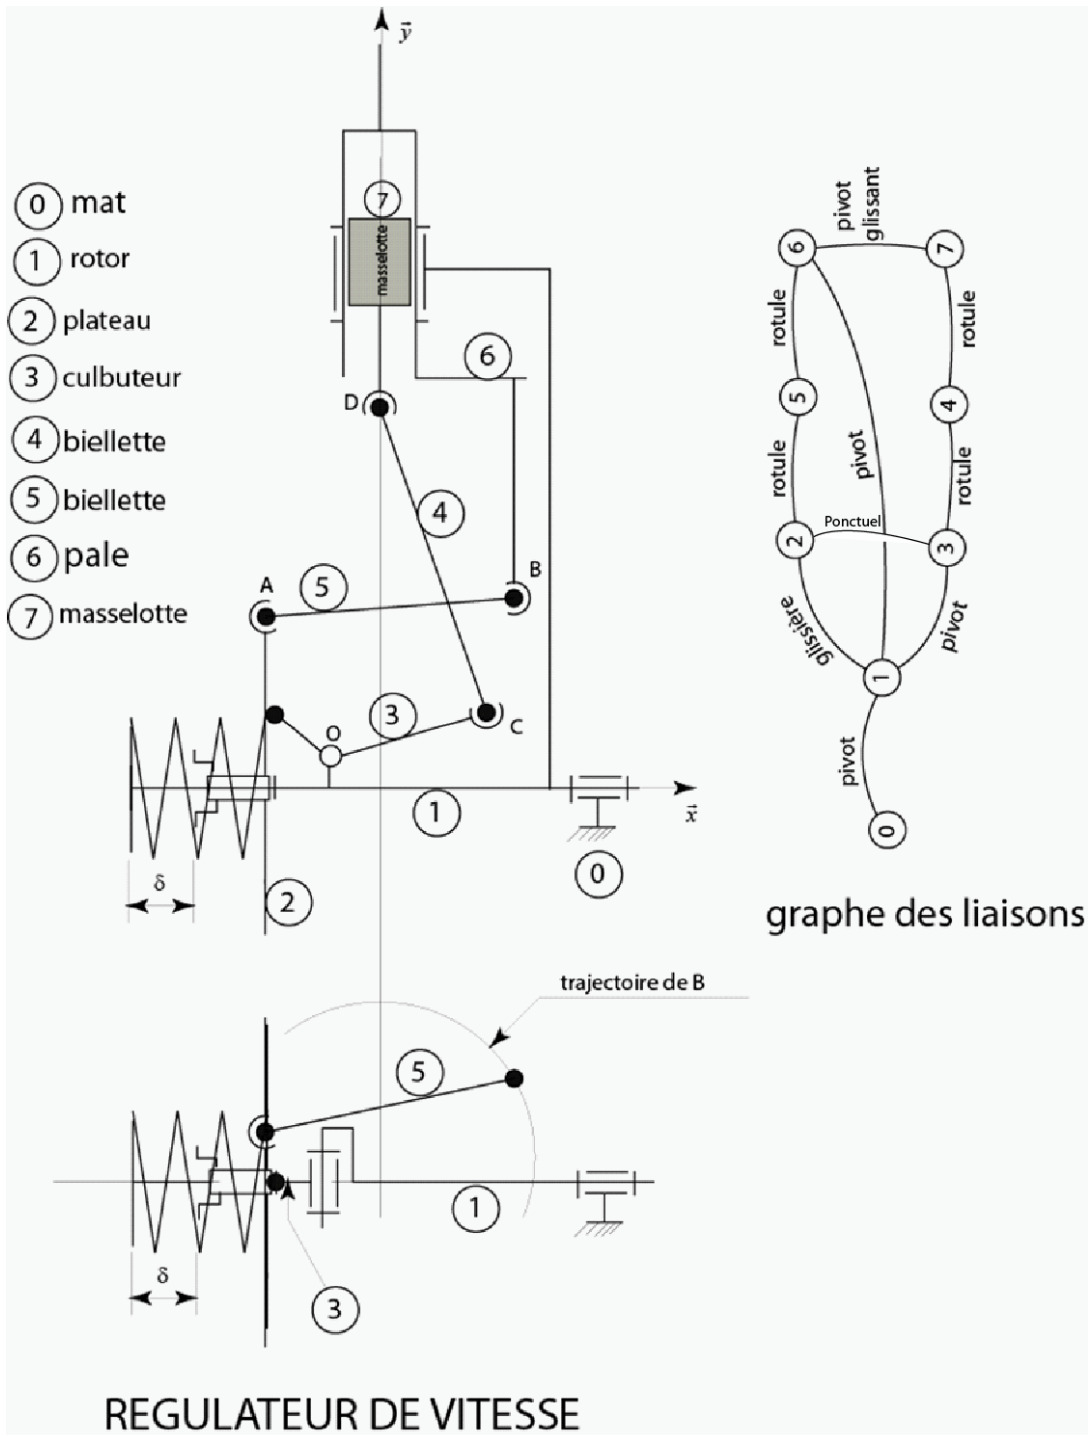 y
7
masselotte
0 mat
1 rotor
2 plateau
3 culbuteur
4 biellette
5 biellette
6 pale
7 masselotte
6
D
4
A
5
B
3
O
C
1
x
0
δ
2
pivot
glissant
6
7
rotule
rotule
5
4
pivot
rotule
rotule
Ponctuel
2
3
glissière
pivot
1
pivot
0
graphe des liaisons
trajectoire de B
5
1
δ
3
REGULATEUR DE VITESSE